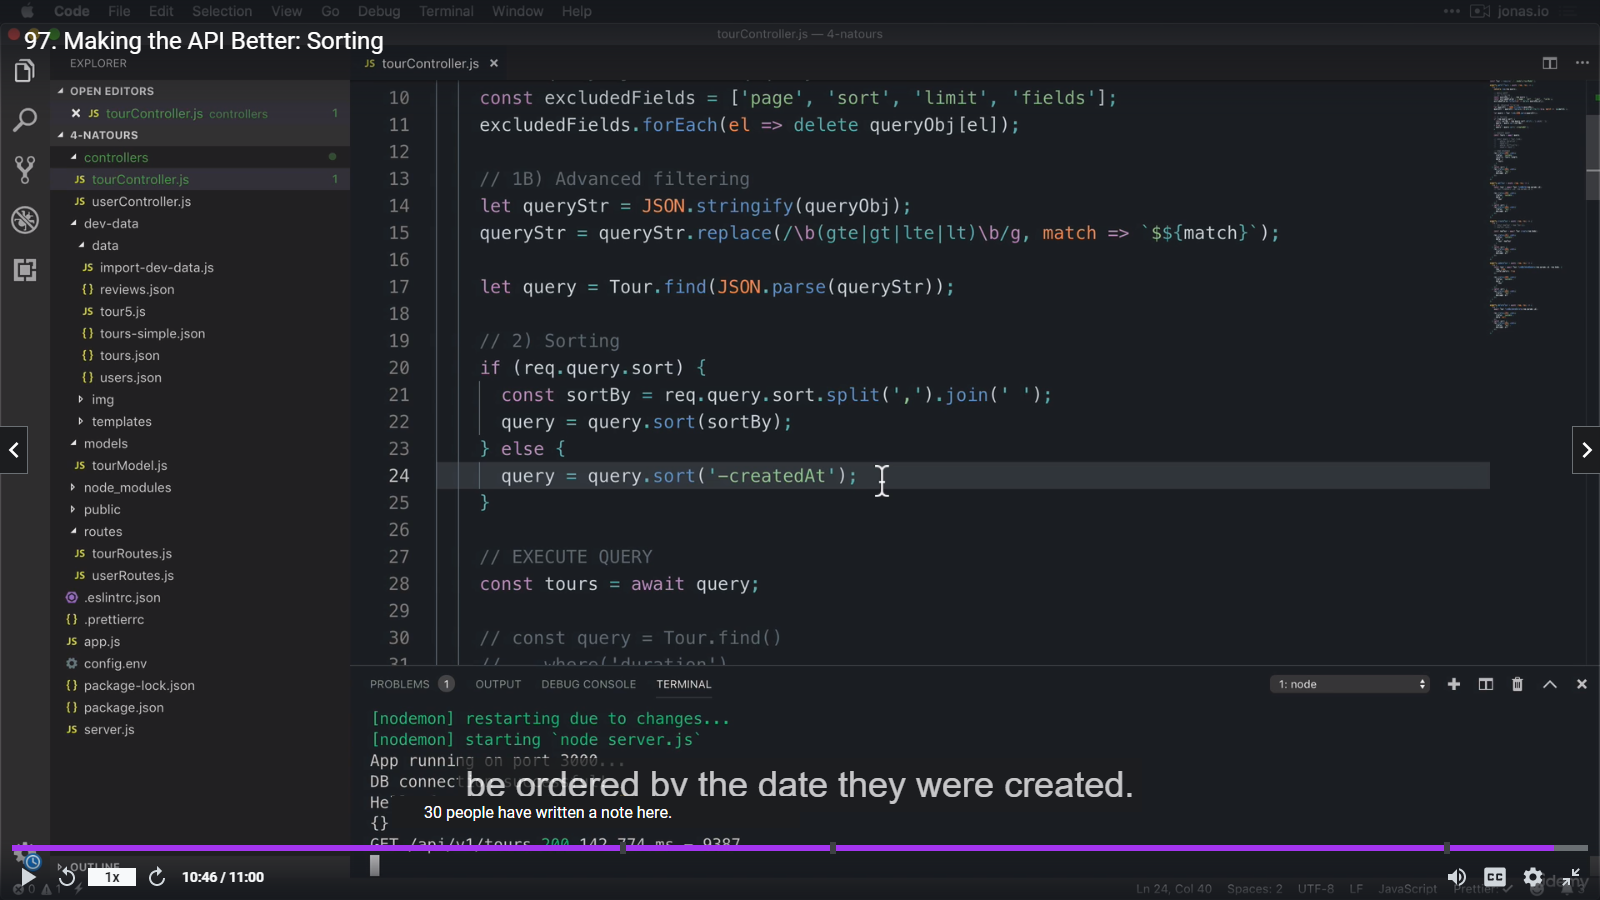 Code File Edit Selection View Go Debug Terminal Window Help
jonas.io
tourController.js — 4-natours
97. Making the API Better: Sorting
EXPLORER
JS tourController.js ×
OPEN EDITORS
× JS tourController.js controllers 1
4-NATOURS
controllers
JS tourController.js 1
JS userController.js
dev-data
data
JS import-dev-data.js
{} reviews.json
JS tour5.js
{} tours-simple.json
{} tours.json
{} users.json
img
templates
models
JS tourModel.js
node_modules
public
routes
JS tourRoutes.js
JS userRoutes.js
.eslintrc.json
{} .prettierrc
JS app.js
config.env
{} package-lock.json
{} package.json
JS server.js
OUTLINE
10 const excludedFields = ['page', 'sort', 'limit', 'fields'];
11 excludedFields.forEach(el => delete queryObj[el]);
12
13 // 1B) Advanced filtering
14 let queryStr = JSON.stringify(queryObj);
15 queryStr = queryStr.replace(/\b(gte|gt|lte|lt)\b/g, match => `$${match}`);
16
17 let query = Tour.find(JSON.parse(queryStr));
18
19 // 2) Sorting
20 if (req.query.sort) {
21 const sortBy = req.query.sort.split(',').join(' ');
22 query = query.sort(sortBy);
23 } else {
24 query = query.sort('-createdAt');
25 }
26
27 // EXECUTE QUERY
28 const tours = await query;
29
30 // const query = Tour.find()
31 // .where('duration')
PROBLEMS 1 OUTPUT DEBUG CONSOLE TERMINAL
1: node
[nodemon] restarting due to changes...
[nodemon] starting `node server.js`
App running on port 3000...
DB connection successful!
be ordered by the date they were created.
He
30 people have written a note here.
{}
GET /api/v1/tours 200 142.774 ms - 9387
1x
10:46 / 11:00
CC
0 1
Ln 24, Col 40 Spaces: 2 UTF-8 LF JavaScript Prettier: ✓